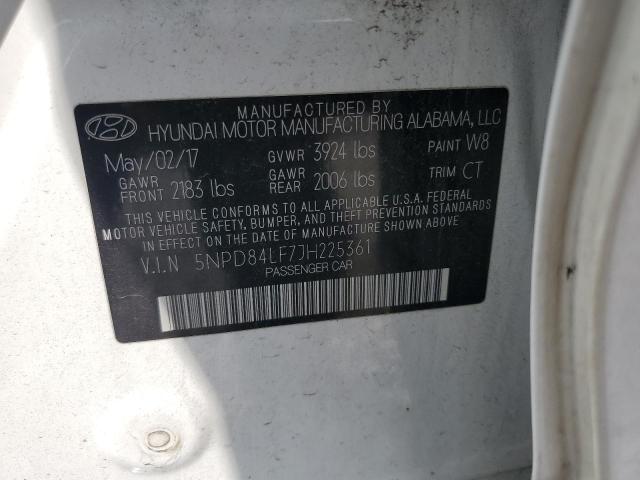 MANUFACTURED BY
HYUNDAI MOTOR MANUFACTURING ALABAMA, LLC
May/02/17 GVWR 3924 lbs PAINT W8
GAWR FRONT 2183 lbs GAWR REAR 2006 lbs TRIM CT
THIS VEHICLE CONFORMS TO ALL APPLICABLE U.S.A. FEDERAL
MOTOR VEHICLE SAFETY, BUMPER, AND THEFT PREVENTION STANDARDS
IN EFFECT ON THE DATE OF MANUFACTURE SHOWN ABOVE.
V.I.N 5NPD84LF7JH225361
PASSENGER CAR